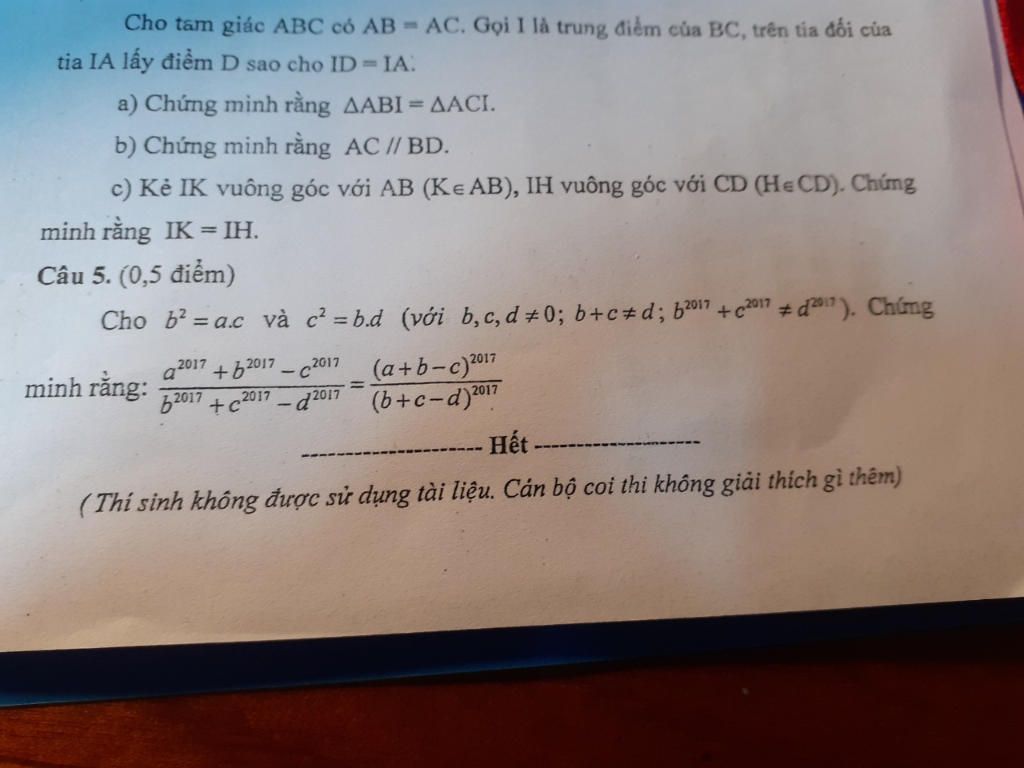 Cho tam giác ABC có AB = AC. Gọi I là trung điểm của BC, trên tia đối của
tia IA lấy điểm D sao cho ID = IA.
a) Chứng minh rằng ΔABI = ΔACI.
b) Chứng minh rằng AC // BD.
c) Kẻ IK vuông góc với AB (K∈AB), IH vuông góc với CD (H∈CD). Chứng
minh rằng IK = IH.
Câu 5. (0,5 điểm)
Cho b² = a.c và c² = b.d (với b, c, d ≠ 0; b + c ≠ d; b²⁰¹⁷ + c²⁰¹⁷ ≠ d²⁰¹⁷). Chứng
minh rằng: (a²⁰¹⁷ + b²⁰¹⁷ − c²⁰¹⁷)/(b²⁰¹⁷ + c²⁰¹⁷ − d²⁰¹⁷) = (a + b − c)²⁰¹⁷/(b + c − d)²⁰¹⁷
--------------------- Hết ---------------------
( Thí sinh không được sử dụng tài liệu. Cán bộ coi thi không giải thích gì thêm)